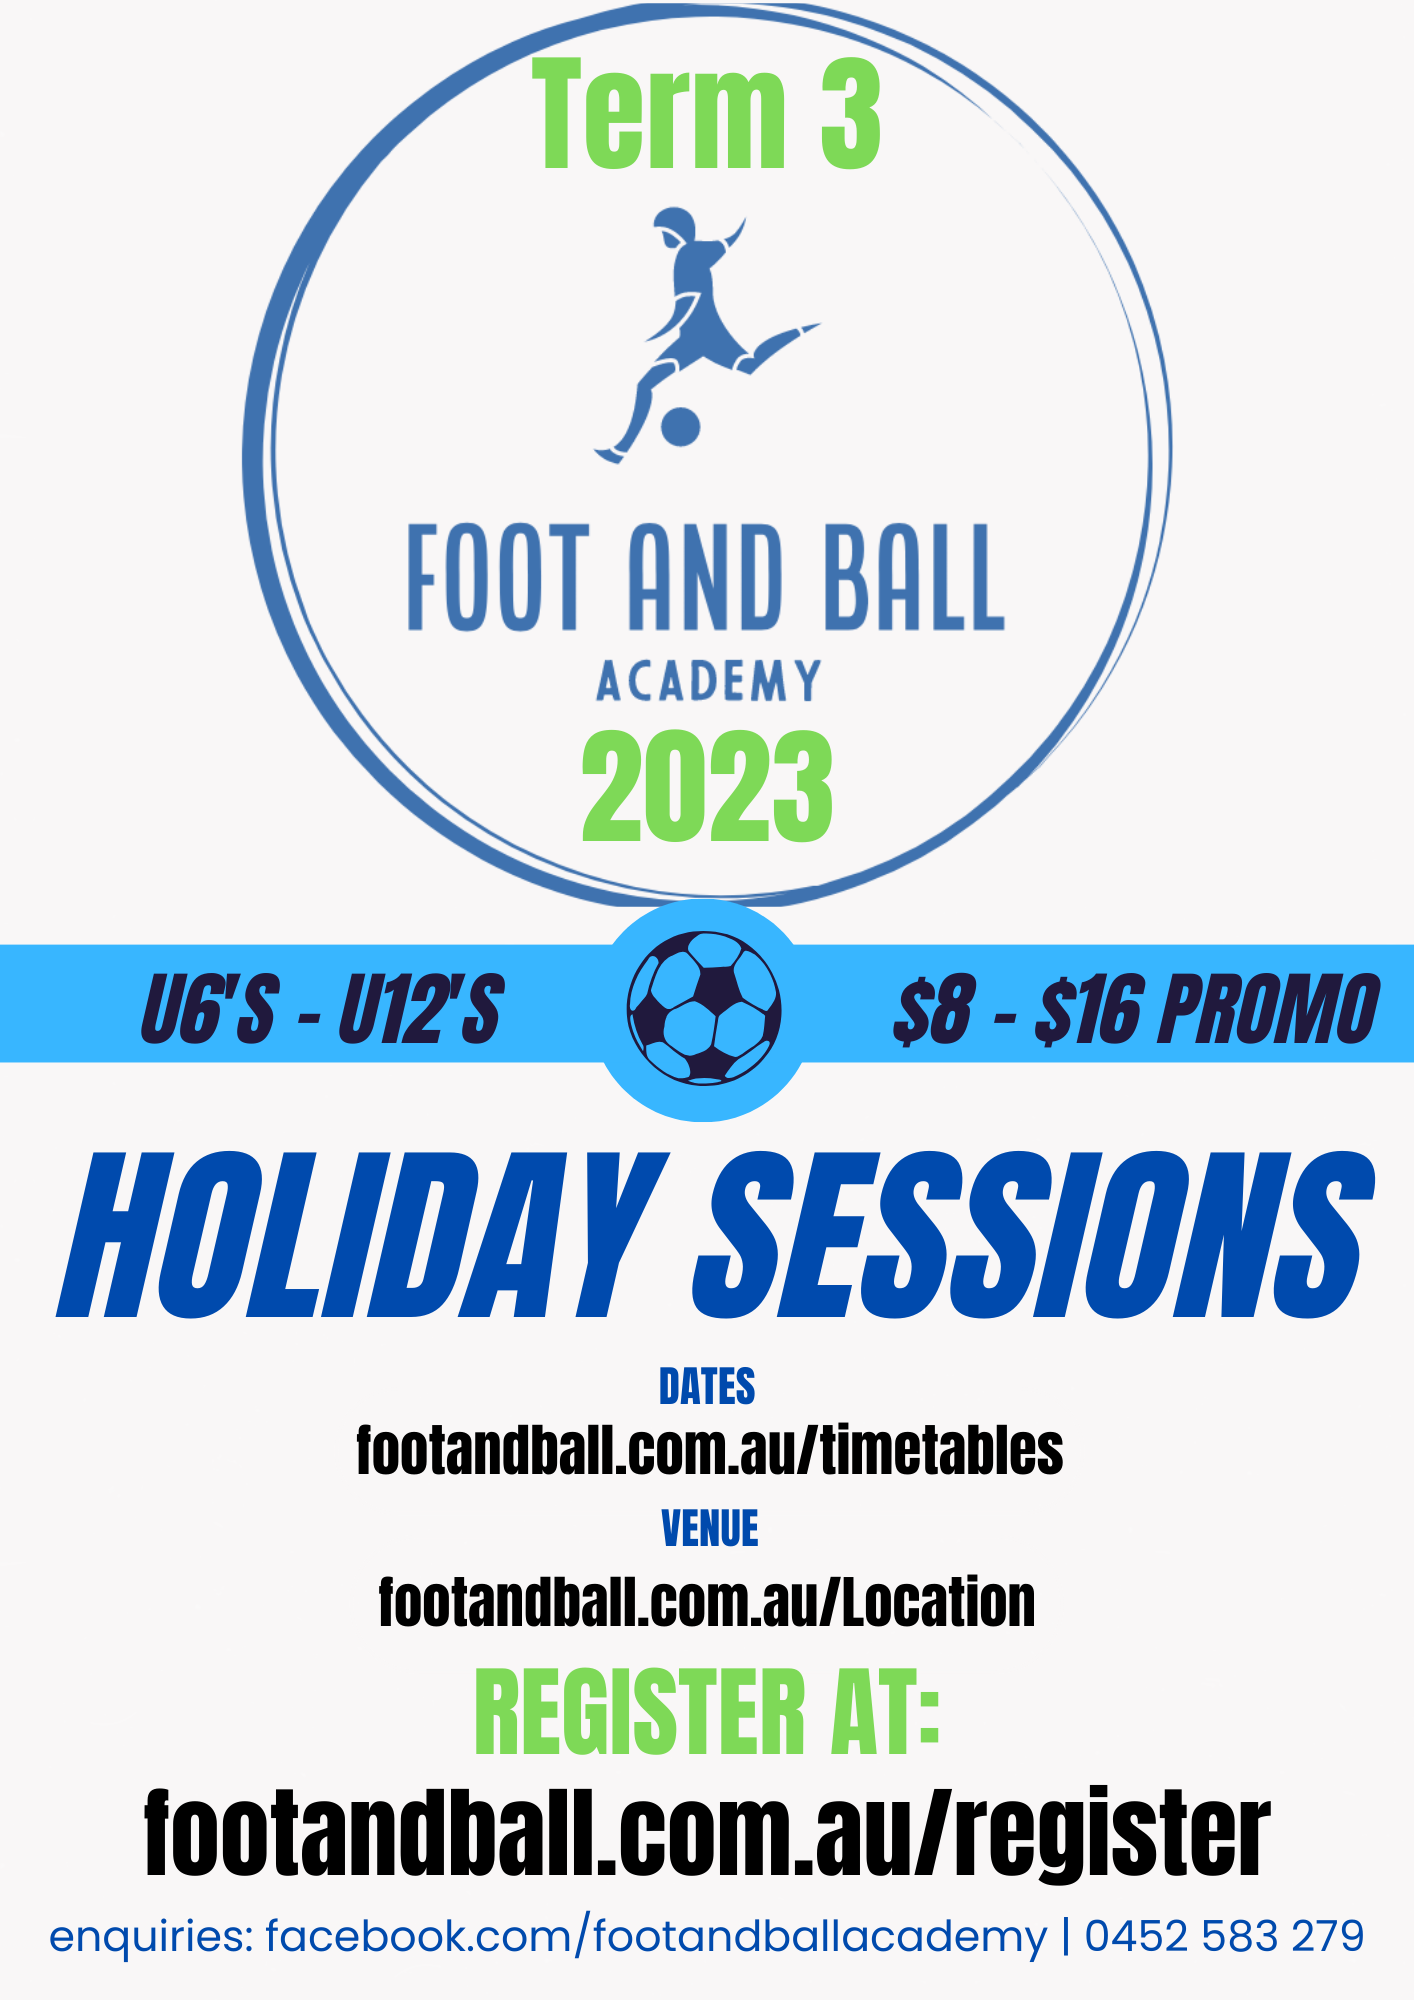 Term 3
FOOT AND BALL
ACADEMY
2023
U6'S - U12'S
$8 - $16 PROMO
HOLIDAY SESSIONS
DATES
footandball.com.au/timetables
VENUE
footandball.com.au/Location
REGISTER AT:
footandball.com.au/register
enquiries: facebook.com/footandballacademy | 0452 583 279